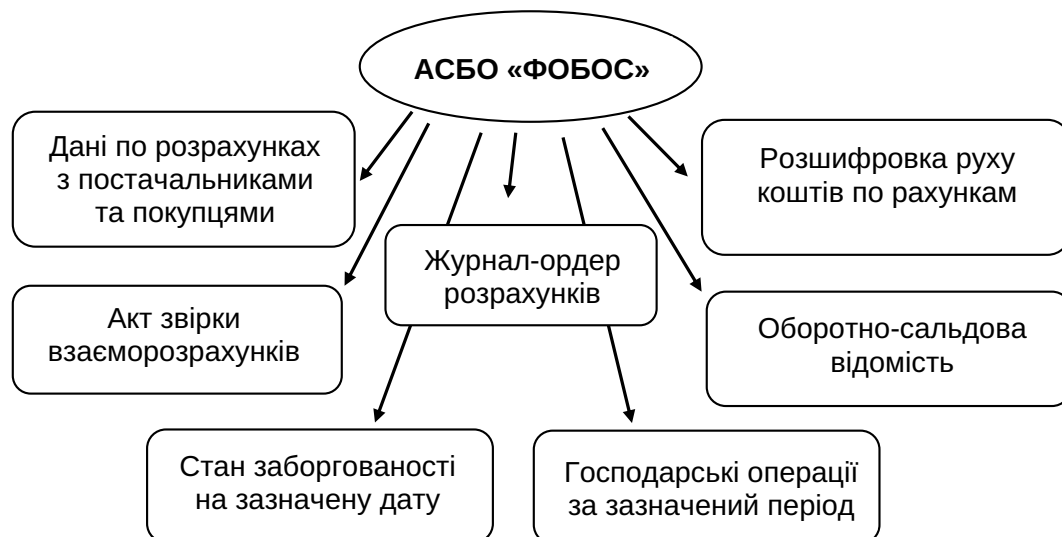 АСБО «ФОБОС»
Дані по розрахунках
з постачальниками
та покупцями
Розшифровка руху
коштів по рахункам
Журнал-ордер
розрахунків
Акт звірки
взаєморозрахунків
Оборотно-сальдова
відомість
Стан заборгованості
на зазначену дату
Господарські операції
за зазначений період